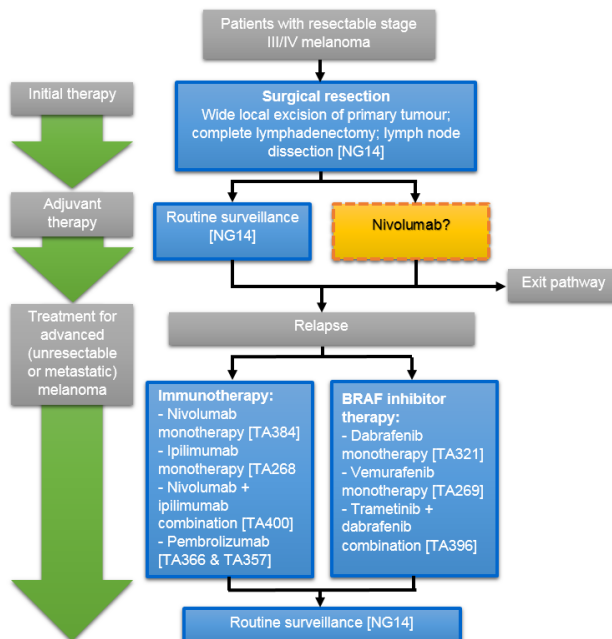 Patients with resectable stage
III/IV melanoma
Initial therapy
Surgical resection
Wide local excision of primary tumour;
complete lymphadenectomy; lymph node
dissection [NG14]
Adjuvant
therapy
Routine surveillance
[NG14]
Nivolumab?
Exit pathway
Treatment for
advanced
(unresectable
or metastatic)
melanoma
Relapse
Immunotherapy:
- Nivolumab
monotherapy [TA384]
- Ipilimumab
monotherapy [TA268
- Nivolumab +
ipilimumab
combination [TA400]
- Pembrolizumab
[TA366 & TA357]
BRAF inhibitor
therapy:
- Dabrafenib
monotherapy [TA321]
- Vemurafenib
monotherapy [TA269]
- Trametinib +
dabrafenib
combination [TA396]
Routine surveillance [NG14]